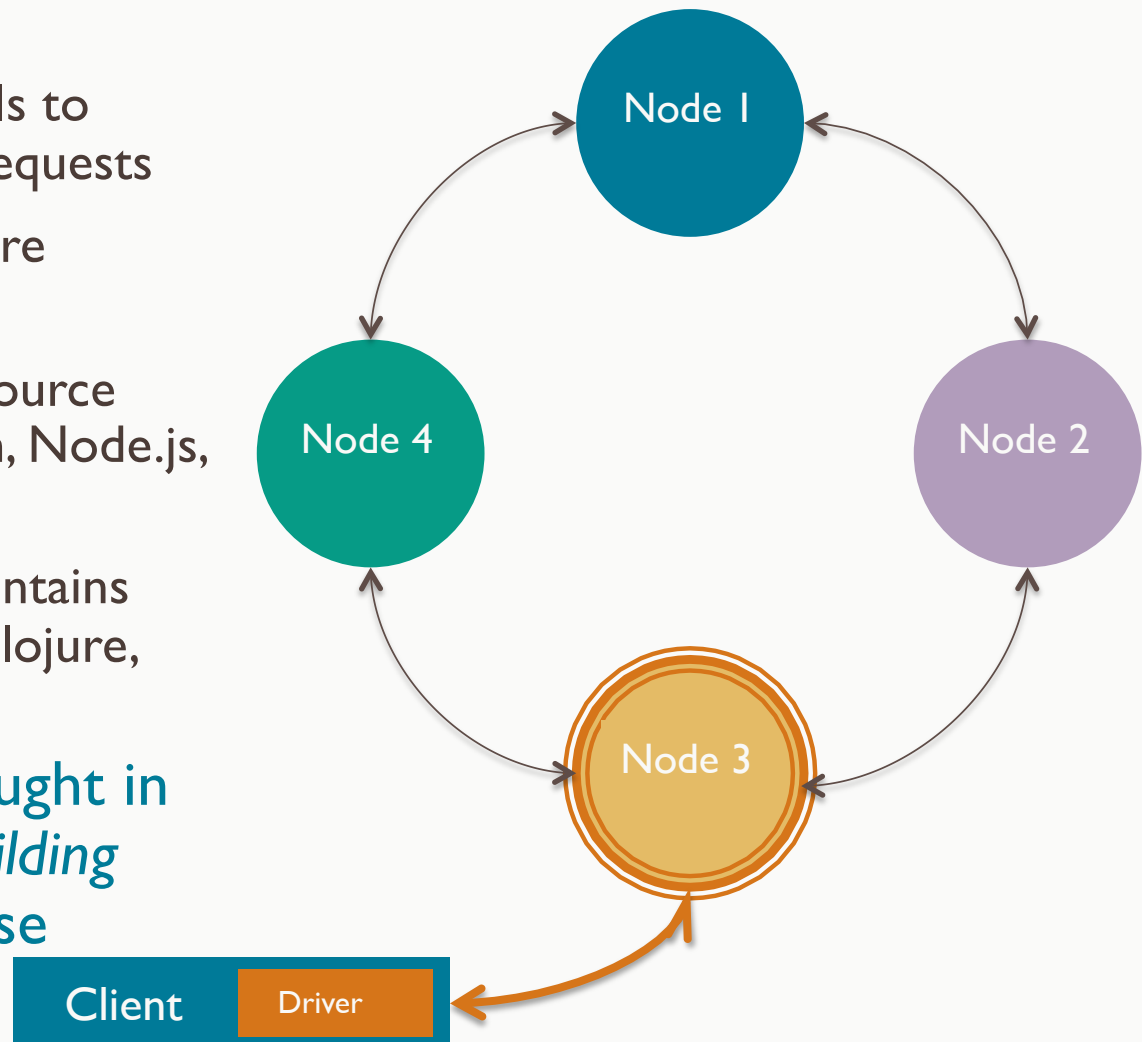 ls to
equests
re
ource
n, Node.js,
ntains
lojure,
ught in
ilding
se
Node 1
Node 4
Node 2
Node 3
Client
Driver